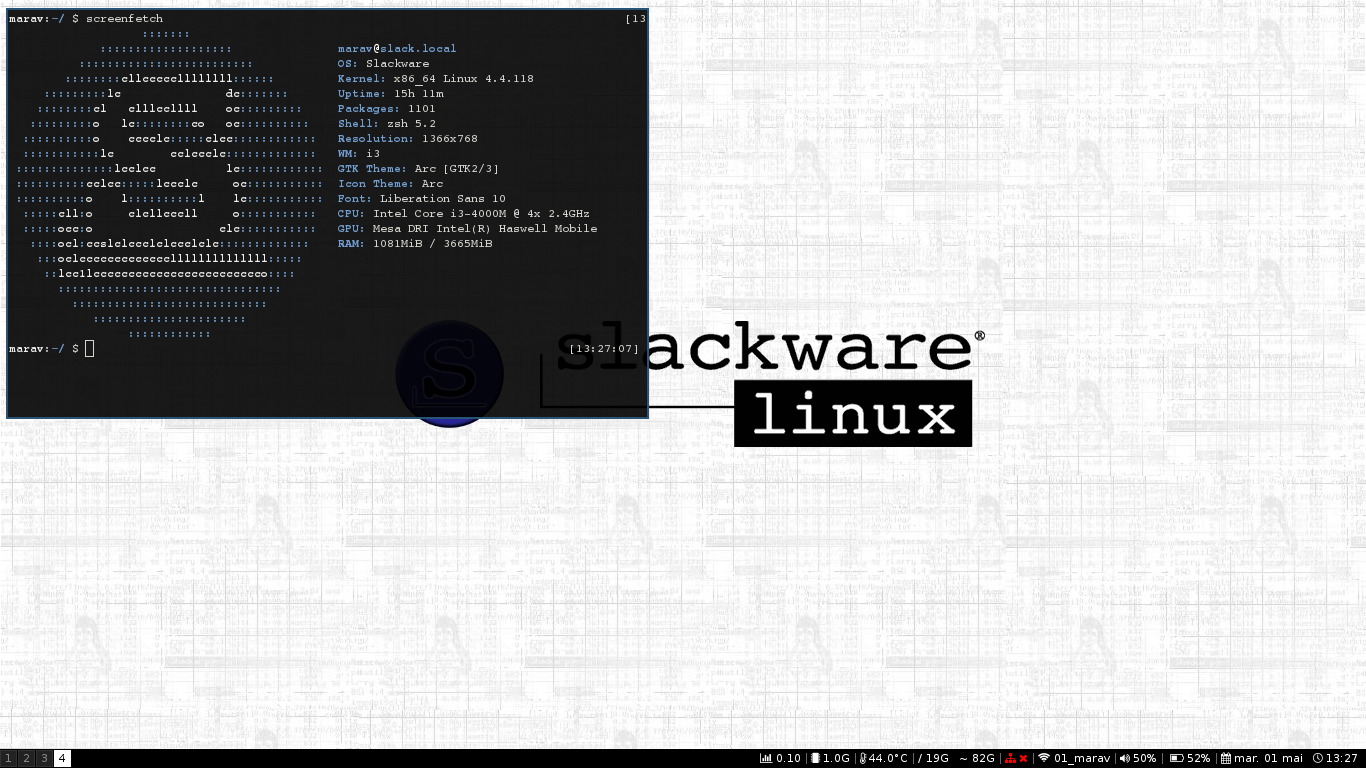 marav:~/ $ screenfetch [13
marav@slack.local
OS: Slackware
Kernel: x86_64 Linux 4.4.118
Uptime: 15h 11m
Packages: 1101
Shell: zsh 5.2
Resolution: 1366x768
WM: i3
GTK Theme: Arc [GTK2/3]
Icon Theme: Arc
Font: Liberation Sans 10
CPU: Intel Core i3-4000M @ 4x 2.4GHz
GPU: Mesa DRI Intel(R) Haswell Mobile
RAM: 1081MiB / 3665MiB
marav:~/ $ [13:27:07]
S
slackware®
linux
1 2 3 4 0.10 1.0G 44.0°C / 19G ~ 82G 01_marav 50% 52% mar. 01 mai 13:27